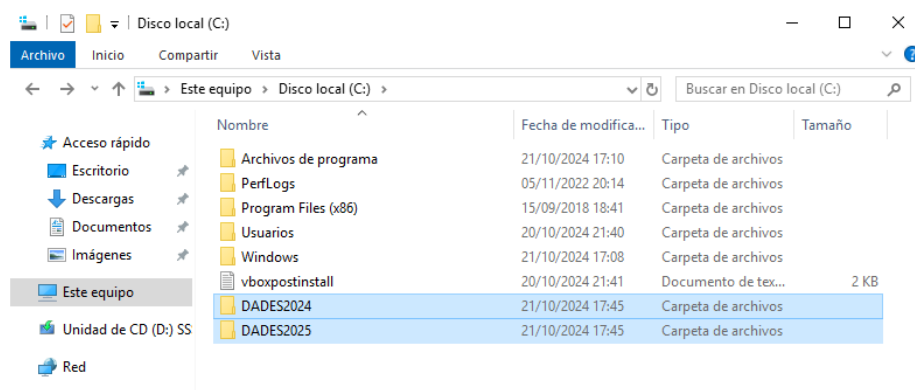 Disco local (C:)
Archivo Inicio Compartir Vista
Este equipo Disco local (C:) Buscar en Disco local (C:)
Nombre Fecha de modifica... Tipo Tamaño
Acceso rápido
Escritorio
Descargas
Documentos
Imágenes
Este equipo
Unidad de CD (D:) SS
Red
Archivos de programa 21/10/2024 17:10 Carpeta de archivos
PerfLogs 05/11/2022 20:14 Carpeta de archivos
Program Files (x86) 15/09/2018 18:41 Carpeta de archivos
Usuarios 20/10/2024 21:40 Carpeta de archivos
Windows 21/10/2024 17:08 Carpeta de archivos
vboxpostinstall 20/10/2024 21:41 Documento de tex... 2 KB
DADES2024 21/10/2024 17:45 Carpeta de archivos
DADES2025 21/10/2024 17:45 Carpeta de archivos